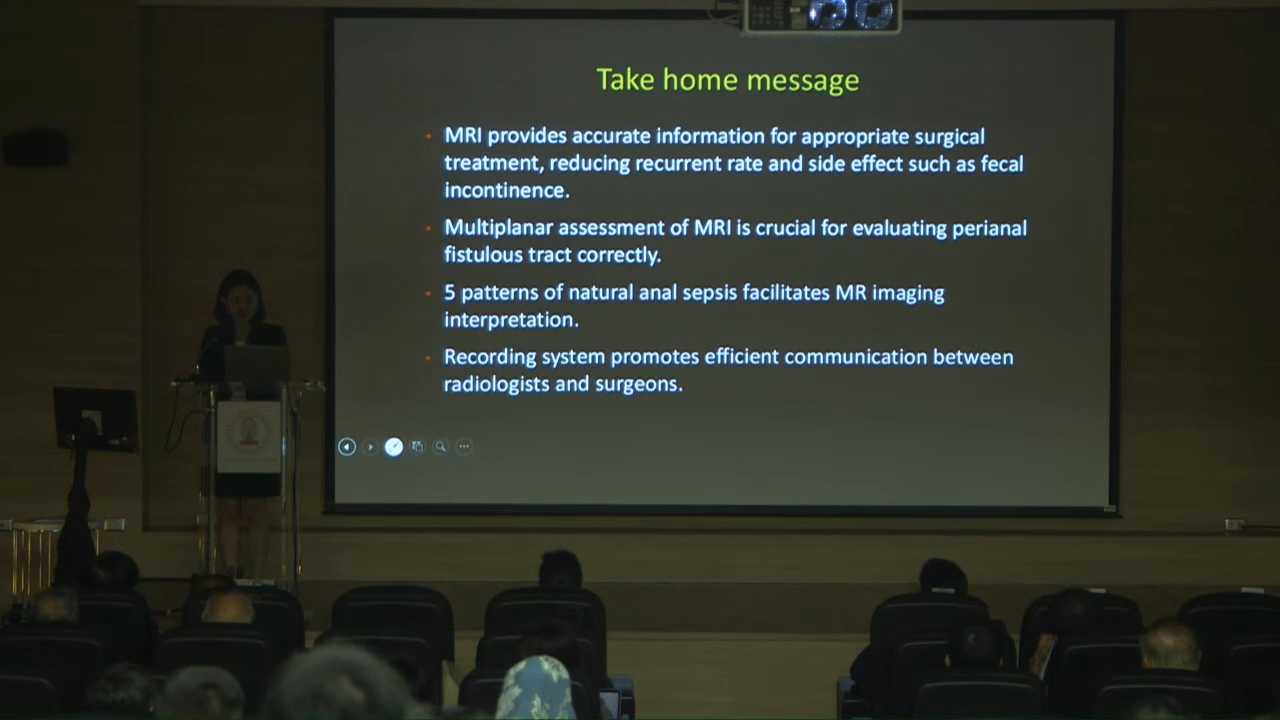 Take home message
MRI provides accurate information for appropriate surgical
treatment, reducing recurrent rate and side effect such as fecal
incontinence.
Multiplanar assessment of MRI is crucial for evaluating perianal
fistulous tract correctly.
5 patterns of natural anal sepsis facilitates MR imaging
interpretation.
Recording system promotes efficient communication between
radiologists and surgeons.